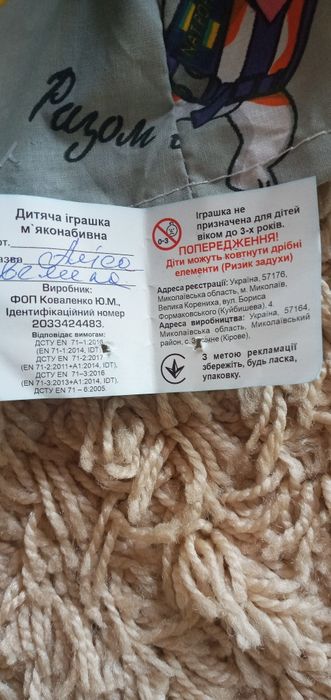 NATFOR
Разом
Дитяча іграшка
м`яконабивна
рт.
азва Лисо
Виробник:
ФОП Коваленко Ю.М.,
Ідентифікаційний номер
2033424483.
Відповідає вимогам:
ДСТУ EN 71–1:2016
(EN 71-1:2014, IDT),
ДСТУ EN 71-2:2017
(EN 71-2:2011+A1:2014, IDT),
ДСТУ EN 71–3:2016
(EN 71-3:2013+A1:2014, IDT),
ДСТУ EN 71 – 8:2005.
0-3
Іграшка не
призначена для дітей
віком до 3-х років.
ПОПЕРЕДЖЕННЯ!
Діти можуть ковтнути дрібні
елементи (Ризик задухи)
Адреса реєстрації: Україна, 57176,
Миколаївська область, м. Миколаїв,
Велика Корениха, вул. Бориса
Формаковського (Куйбишева), 4.
Адреса виробництва: Україна, 57164,
Миколаївська область, Миколаївський
район, с. (Кірове).
З метою рекламації
збережіть, будь ласка,
упаковку.